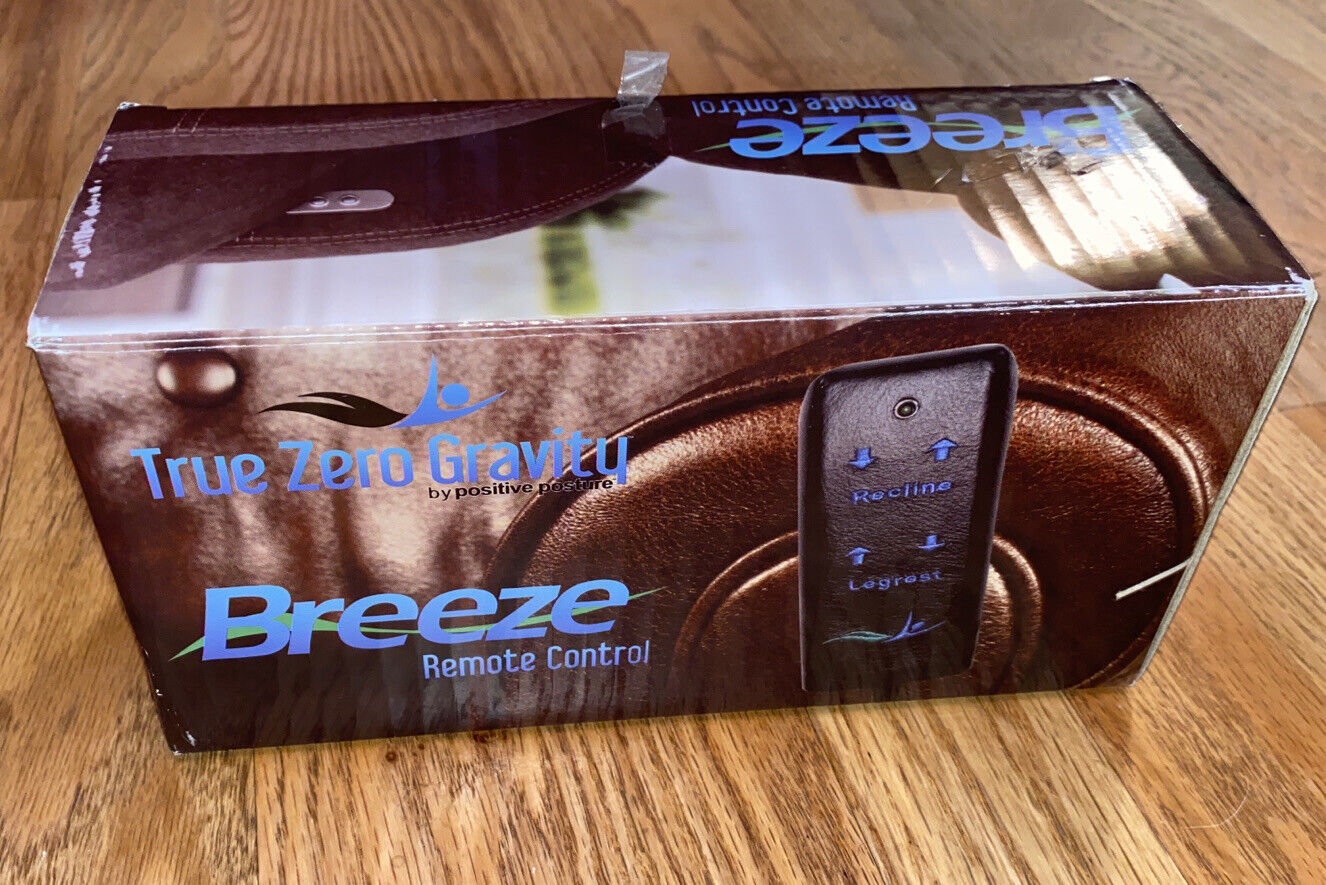 Breeze
Remote Control
True Zero Gravity
by positive posture
Breeze
Remote Control
Recline
Legrest